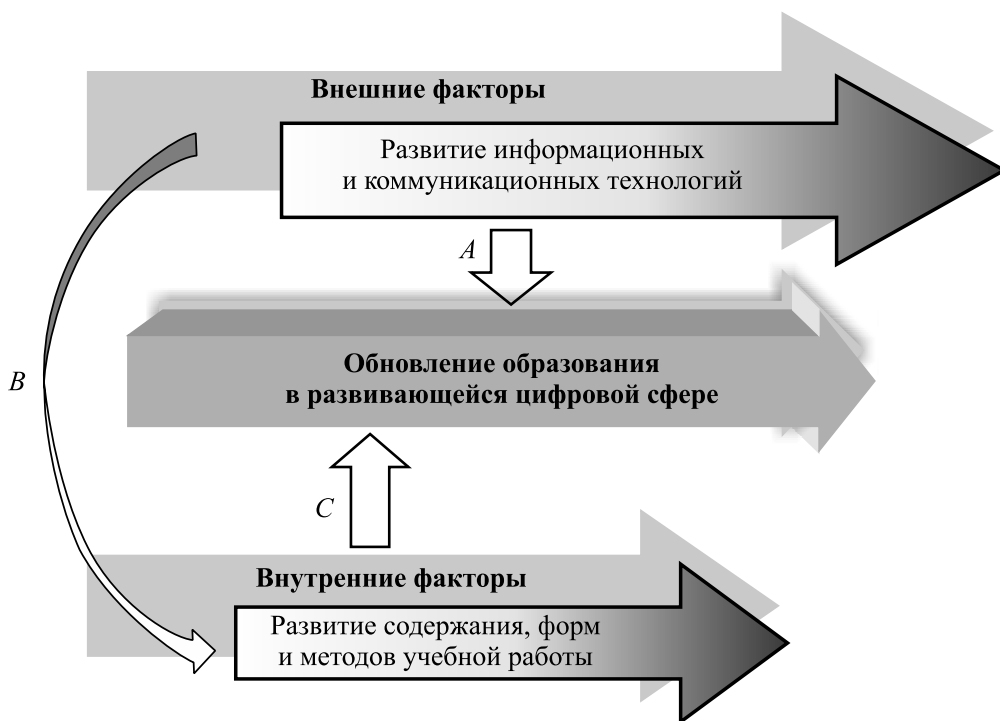 Внешние факторы
Развитие информационных
и коммуникационных технологий
A
Обновление образования
в развивающейся цифровой сфере
B
C
Внутренние факторы
Развитие содержания, форм
и методов учебной работы